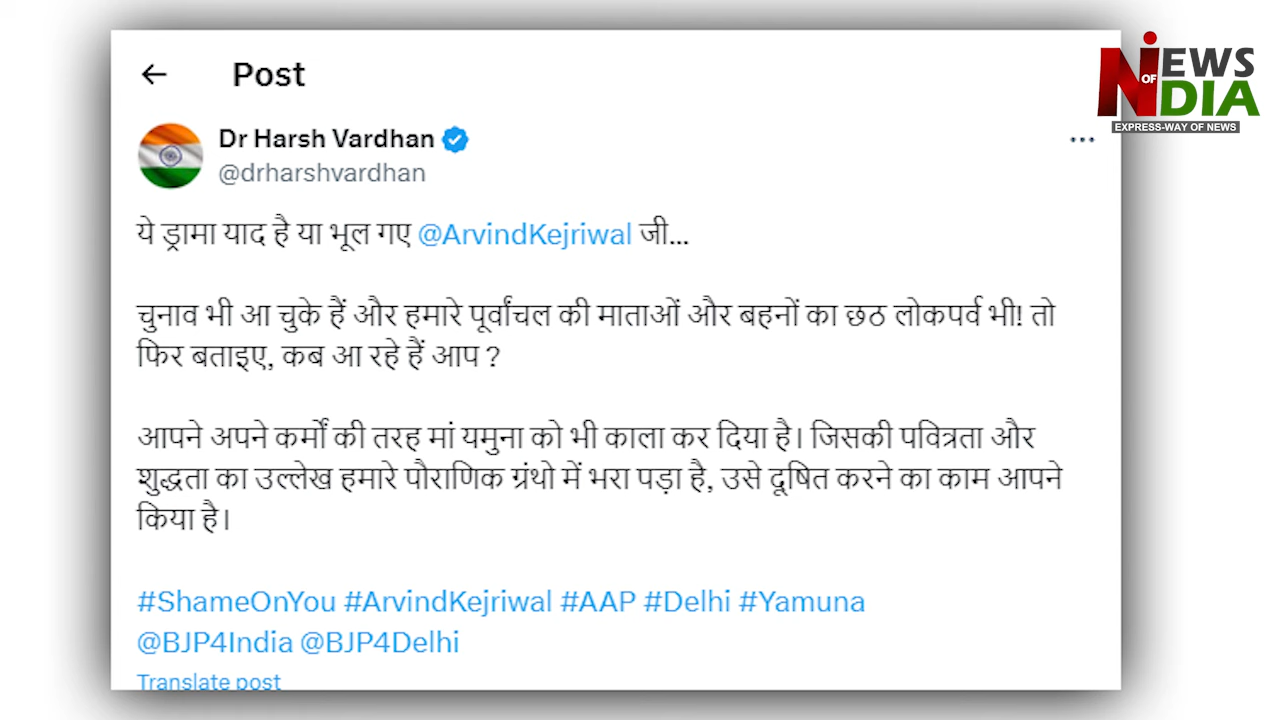 Post
NEWS OF INDIA
EXPRESS-WAY OF NEWS
Dr Harsh Vardhan
@drharshvardhan
ये ड्रामा याद है या भूल गए @ArvindKejriwal जी...
चुनाव भी आ चुके हैं और हमारे पूर्वांचल की माताओं और बहनों का छठ लोकपर्व भी! तो
फिर बताइए, कब आ रहे हैं आप ?
आपने अपने कर्मों की तरह मां यमुना को भी काला कर दिया है। जिसकी पवित्रता और
शुद्धता का उल्लेख हमारे पौराणिक ग्रंथो में भरा पड़ा है, उसे दूषित करने का काम आपने
किया है।
#ShameOnYou #ArvindKejriwal #AAP #Delhi #Yamuna
@BJP4India @BJP4Delhi
Translate post